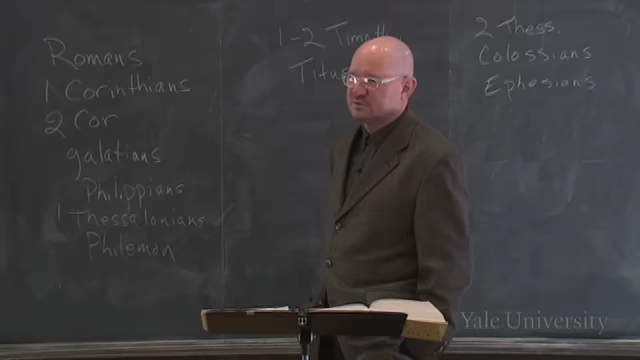 Romans
1 Corinthians
2 Cor
galatians
Philippians
1 Thessalonians
Philemon
1-2 Timoth
Titus
2 Thess.
Colossians
Ephesians
Yale University